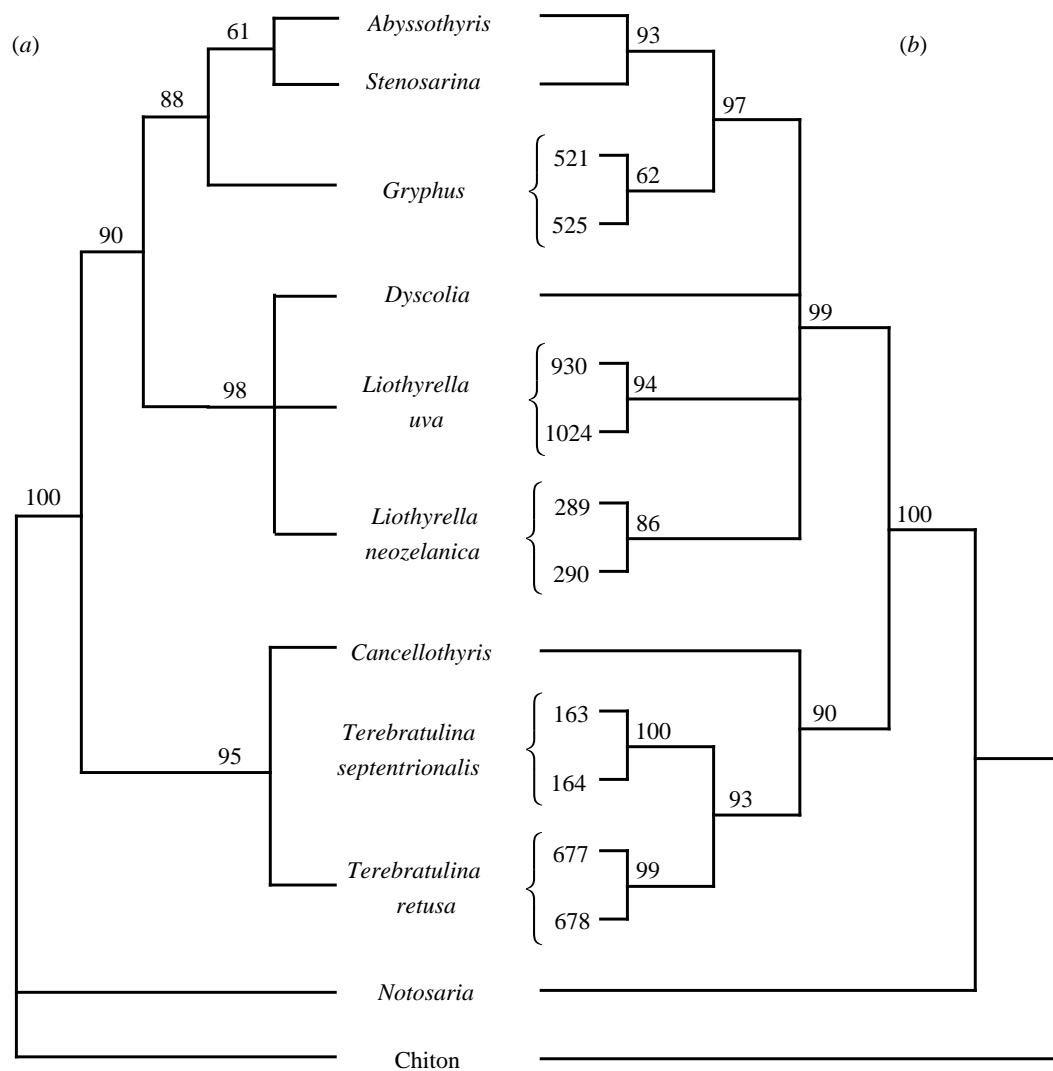 (a)
61
Abyssothyris
93
(b)
Stenosarina
88
97
521
Gryphus
62
525
90
Dyscolia
99
930
Liothyrella
uva
98
94
1024
289
Liothyrella
neozelanica
86
290
100
100
Cancellothyris
163
Terebratulina
septentrionalis
100
90
164
95
93
677
Terebratulina
retusa
99
678
Notosaria
Chiton